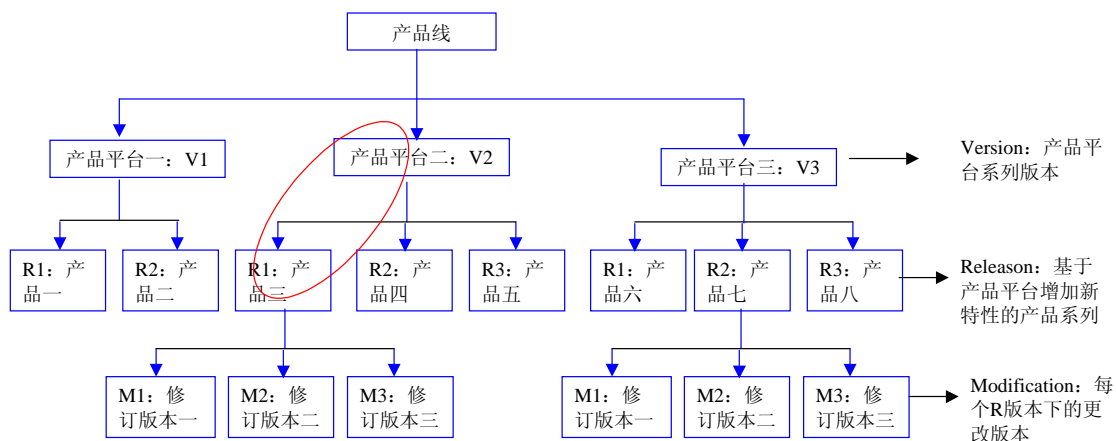 产品线
产品平台一：V1
产品平台二：V2
产品平台三：V3
Version：产品平
台系列版本
R1：产
品一
R2：产
品二
R1：产
品三
R2：产
品四
R3：产
品五
R1：产
品六
R2：产
品七
R3：产
品八
Releason：基于
产品平台增加新
特性的产品系列
M1：修
订版本一
M2：修
订版本二
M3：修
订版本三
M1：修
订版本一
M2：修
订版本二
M3：修
订版本三
Modification：每
个R版本下的更
改版本